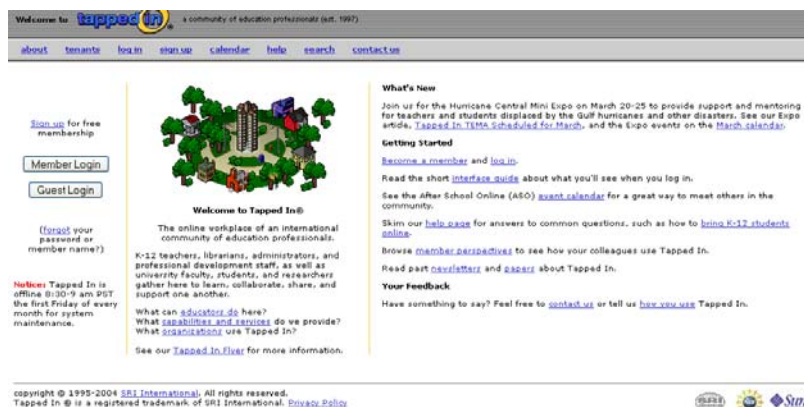 Welcome to tapped in® a community of education professionals (est. 1997)
about tenants log in sign up calendar help search contact us
Sign up for free
membership
Member Login
Guest Login
(forgot your
password or
member name?)
Notice: Tapped In is
offline 8:30-9 am PST
the first Friday of every
month for system
maintenance.
Welcome to Tapped In®
The online workplace of an international
community of education professionals.
K-12 teachers, librarians, administrators, and
professional development staff, as well as
university faculty, students, and researchers
gather here to learn, collaborate, share, and
support one another.
What can educators do here?
What capabilities and services do we provide?
What organizations use Tapped In?
See our Tapped In Flyer for more information.
What's New
Join us for the Hurricane Central Mini Expo on March 20-25 to provide support and mentoring
for teachers and students displaced by the Gulf hurricanes and other disasters. See our Expo
article, Tapped In TEMA Scheduled for March, and the Expo events on the March calendar.
Getting Started
Become a member and log in.
Read the short interface guide about what you'll see when you log in.
See the After School Online (ASO) event calendar for a great way to meet others in the
community.
Skim our help page for answers to common questions, such as how to bring K-12 students
online.
Browse member perspectives to see how your colleagues use Tapped In.
Read past newsletters and papers about Tapped In.
Your Feedback
Have something to say? Feel free to contact us or tell us how you use Tapped In.
copyright © 1995-2004 SRI International. All rights reserved.
Tapped In ® is a registered trademark of SRI International. Privacy Policy
SRI Sun